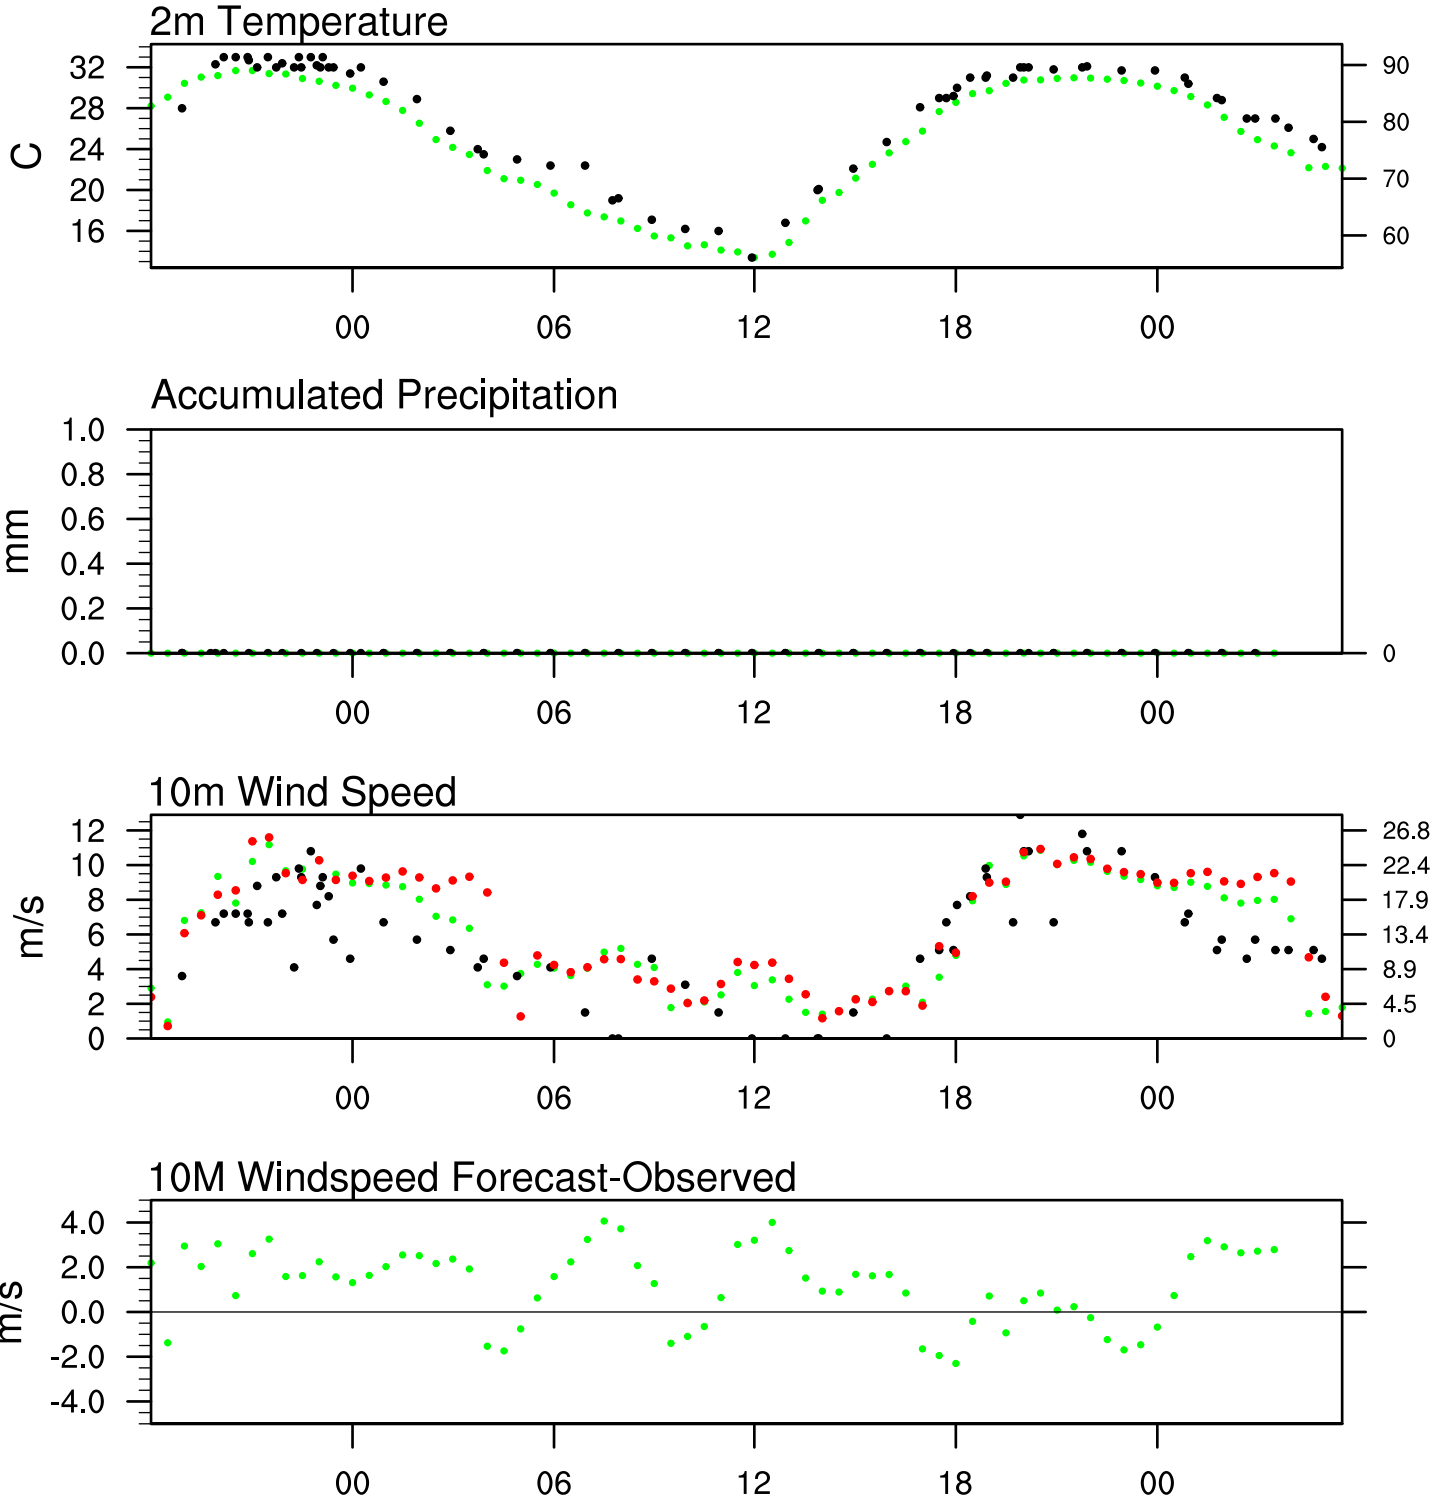 2m Temperature
C
32
28
24
20
16
90
80
70
60
00 06 12 18 00
Accumulated Precipitation
mm
1.0
0.8
0.6
0.4
0.2
0.0
0
00 06 12 18 00
10m Wind Speed
m/s
12
10
8
6
4
2
0
26.8
22.4
17.9
13.4
8.9
4.5
0
00 06 12 18 00
10M Windspeed Forecast-Observed
m/s
4.0
2.0
0.0
-2.0
-4.0
00 06 12 18 00